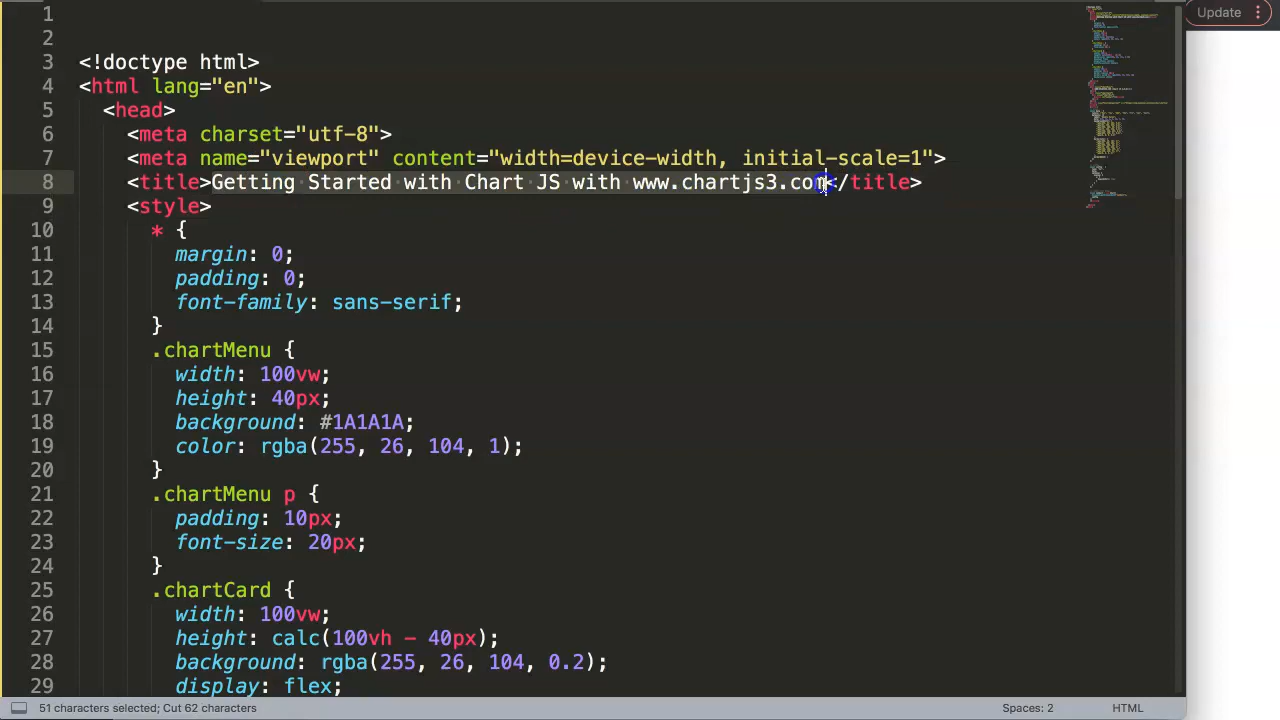 Update
1
2
3 <!doctype html>
4 <html lang="en">
5 <head>
6 <meta charset="utf-8">
7 <meta name="viewport" content="width=device-width, initial-scale=1">
8 <title>Getting Started with Chart JS with www.chartjs3.com</title>
9 <style>
10 * {
11 margin: 0;
12 padding: 0;
13 font-family: sans-serif;
14 }
15 .chartMenu {
16 width: 100vw;
17 height: 40px;
18 background: #1A1A1A;
19 color: rgba(255, 26, 104, 1);
20 }
21 .chartMenu p {
22 padding: 10px;
23 font-size: 20px;
24 }
25 .chartCard {
26 width: 100vw;
27 height: calc(100vh - 40px);
28 background: rgba(255, 26, 104, 0.2);
29 display: flex;
51 characters selected; Cut 62 characters
Spaces: 2
HTML